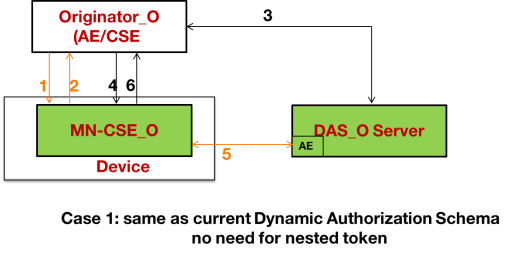 Originator_O
(AE/CSE
3
1 2 4 6
MN-CSE_O
DAS_O Server
AE
5
Device
Case 1: same as current Dynamic Authorization Schema
no need for nested token